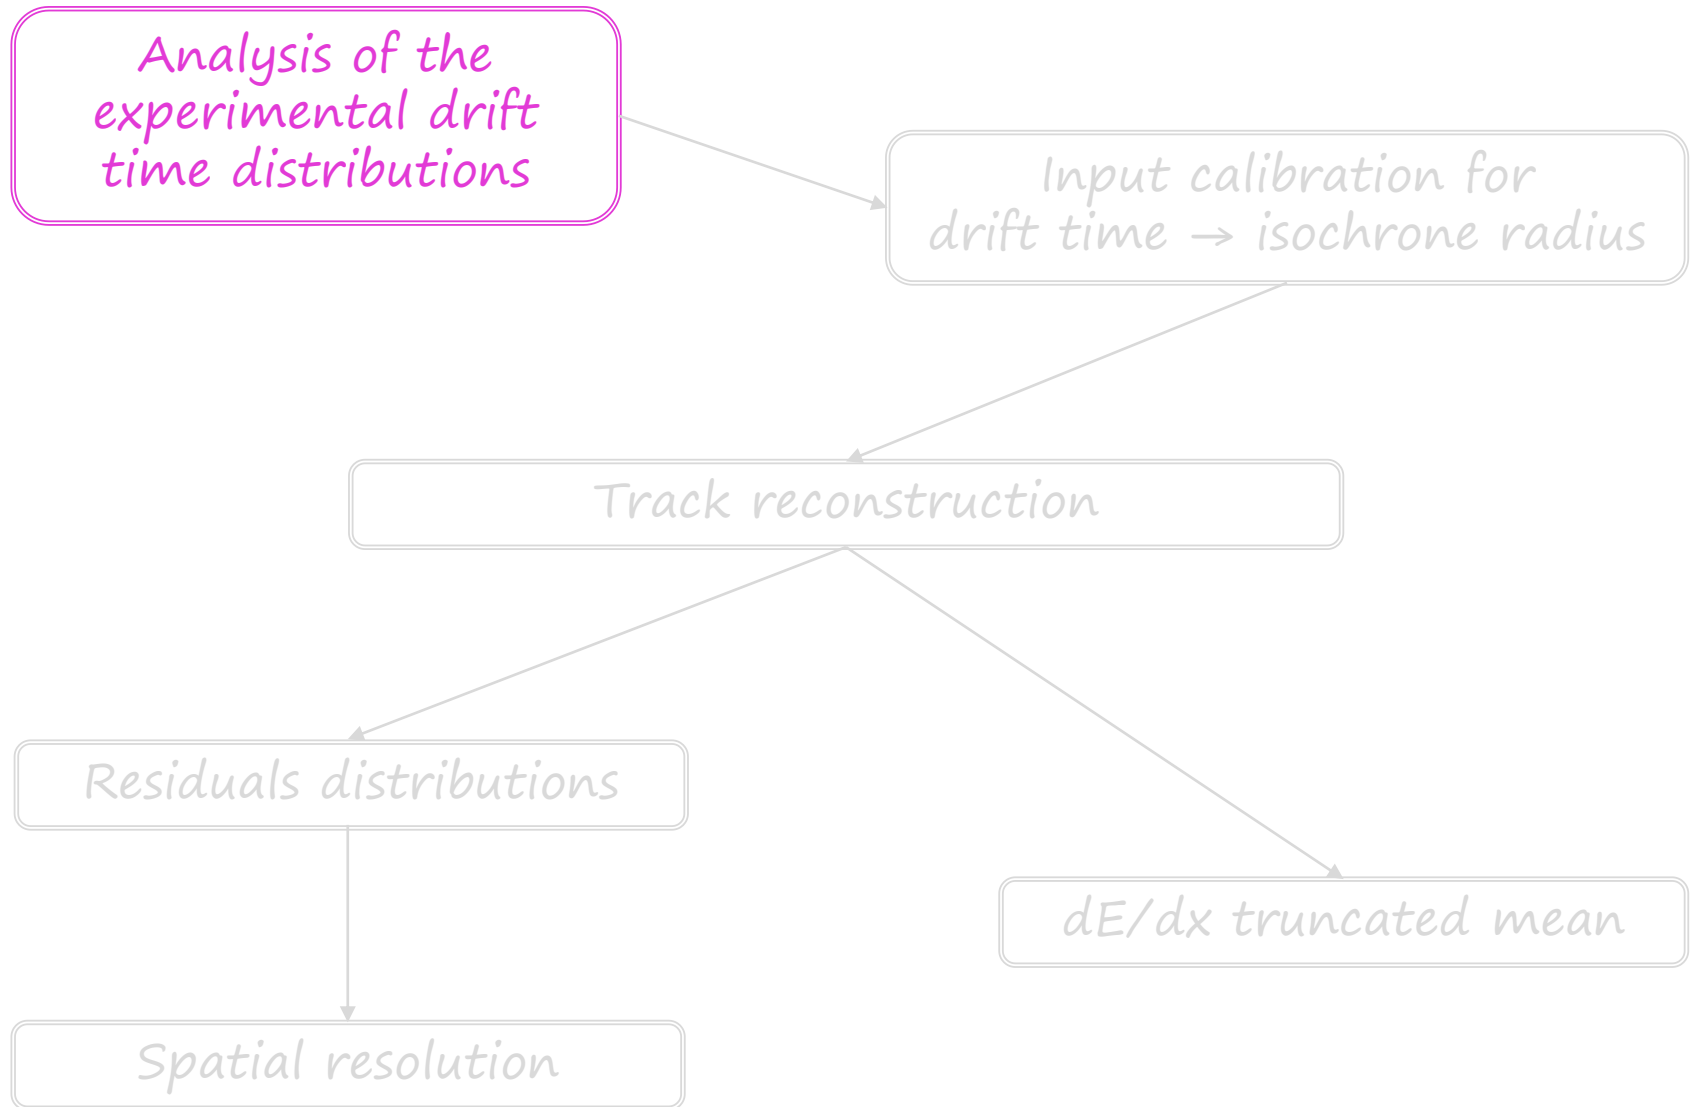 Analysis of the
experimental drift
time distributions
Input calibration for
drift time → isochrone radius
Track reconstruction
Residuals distributions
dE/dx truncated mean
Spatial resolution